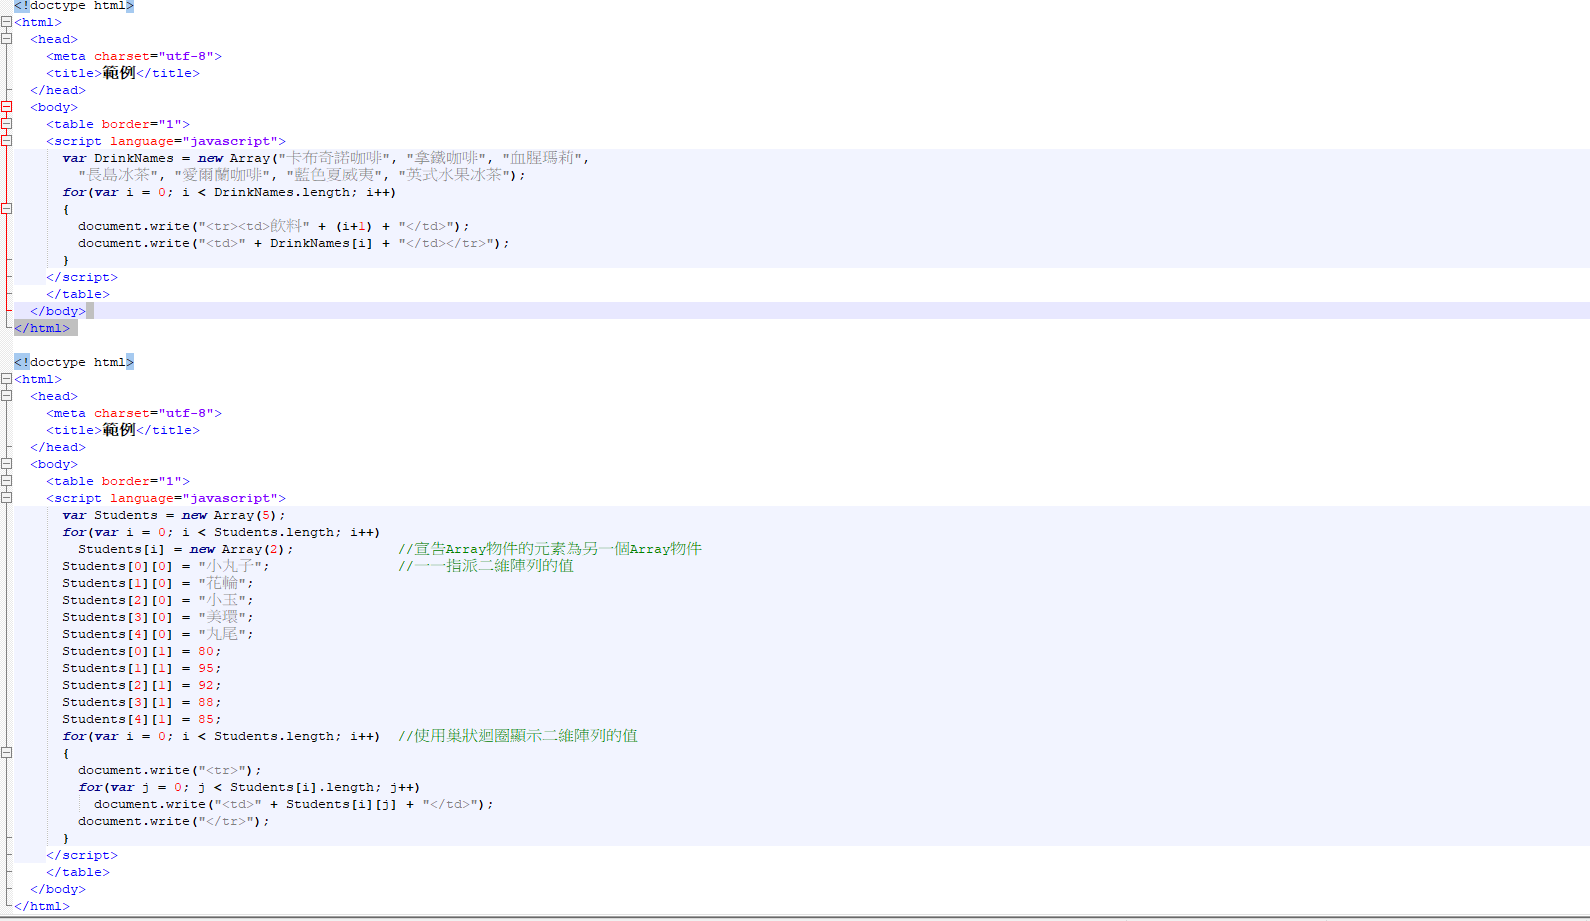 <!doctype html>
<html>
  <head>
    <meta charset="utf-8">
    <title>範例</title>
  </head>
  <body>
    <table border="1">
    <script language="javascript">
      var DrinkNames = new Array("卡布奇諾咖啡", "拿鐵咖啡", "血腥瑪莉",
        "長島冰茶", "愛爾蘭咖啡", "藍色夏威夷", "英式水果冰茶");
      for(var i = 0; i < DrinkNames.length; i++)
      {
        document.write("<tr><td>飲料" + (i+1) + "</td>");
        document.write("<td>" + DrinkNames[i] + "</td></tr>");
      }
    </script>
    </table>
  </body>
</html>
<!doctype html>
<html>
  <head>
    <meta charset="utf-8">
    <title>範例</title>
  </head>
  <body>
    <table border="1">
    <script language="javascript">
      var Students = new Array(5);
      for(var i = 0; i < Students.length; i++)
        Students[i] = new Array(2);             //宣告Array物件的元素為另一個Array物件
      Students[0][0] = "小丸子";                //一一指派二維陣列的值
      Students[1][0] = "花輪";
      Students[2][0] = "小玉";
      Students[3][0] = "美環";
      Students[4][0] = "丸尾";
      Students[0][1] = 80;
      Students[1][1] = 95;
      Students[2][1] = 92;
      Students[3][1] = 88;
      Students[4][1] = 85;
      for(var i = 0; i < Students.length; i++)  //使用巢狀迴圈顯示二維陣列的值
      {
        document.write("<tr>");
        for(var j = 0; j < Students[i].length; j++)
          document.write("<td>" + Students[i][j] + "</td>");
        document.write("</tr>");
      }
    </script>
    </table>
  </body>
</html>